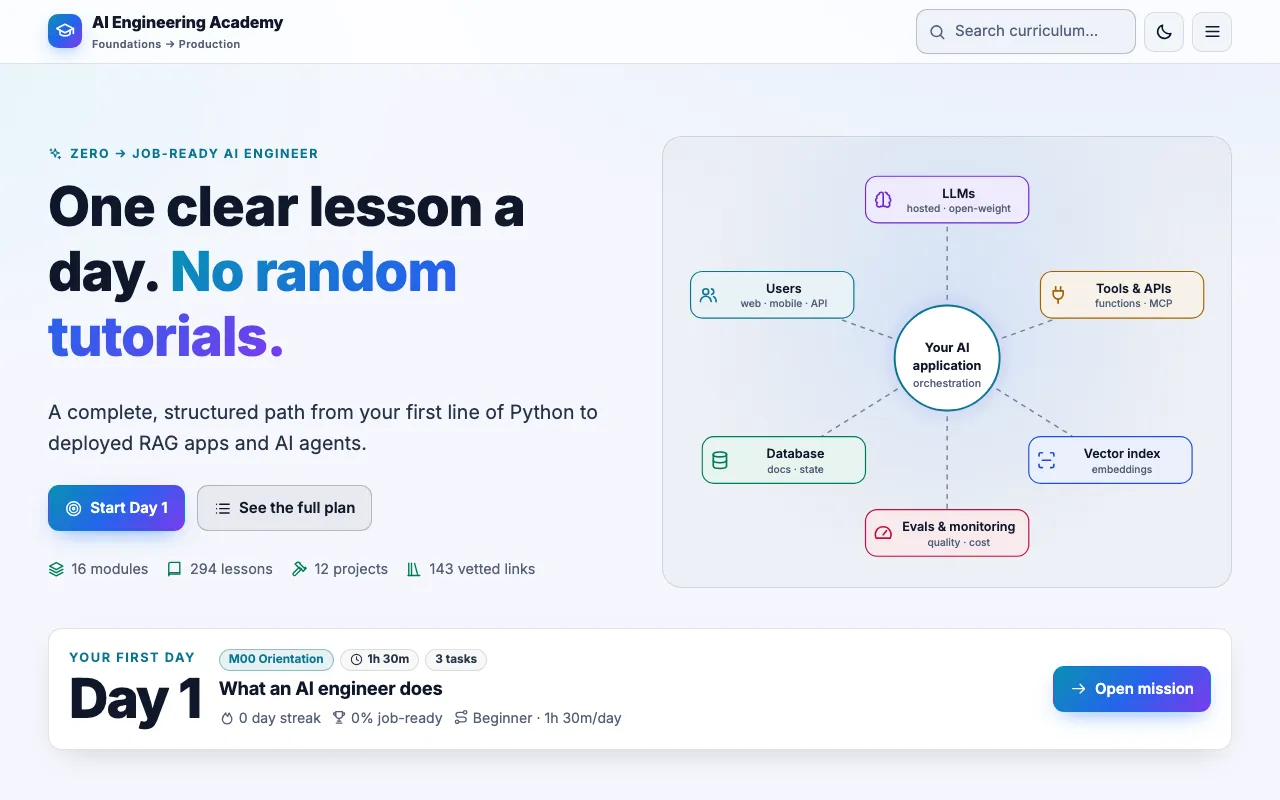 AI Engineering Academy
Foundations → Production
Search curriculum...
ZERO → JOB-READY AI ENGINEER
One clear lesson a
day. No random
tutorials.
A complete, structured path from your first line of Python to
deployed RAG apps and AI agents.
Start Day 1
See the full plan
16 modules
294 lessons
12 projects
143 vetted links
LLMs
hosted · open-weight
Users
web · mobile · API
Tools & APIs
functions · MCP
Your AI
application
orchestration
Database
docs · state
Vector index
embeddings
Evals & monitoring
quality · cost
YOUR FIRST DAY
Day 1
M00 Orientation
1h 30m
3 tasks
What an AI engineer does
0 day streak
0% job-ready
Beginner · 1h 30m/day
Open mission